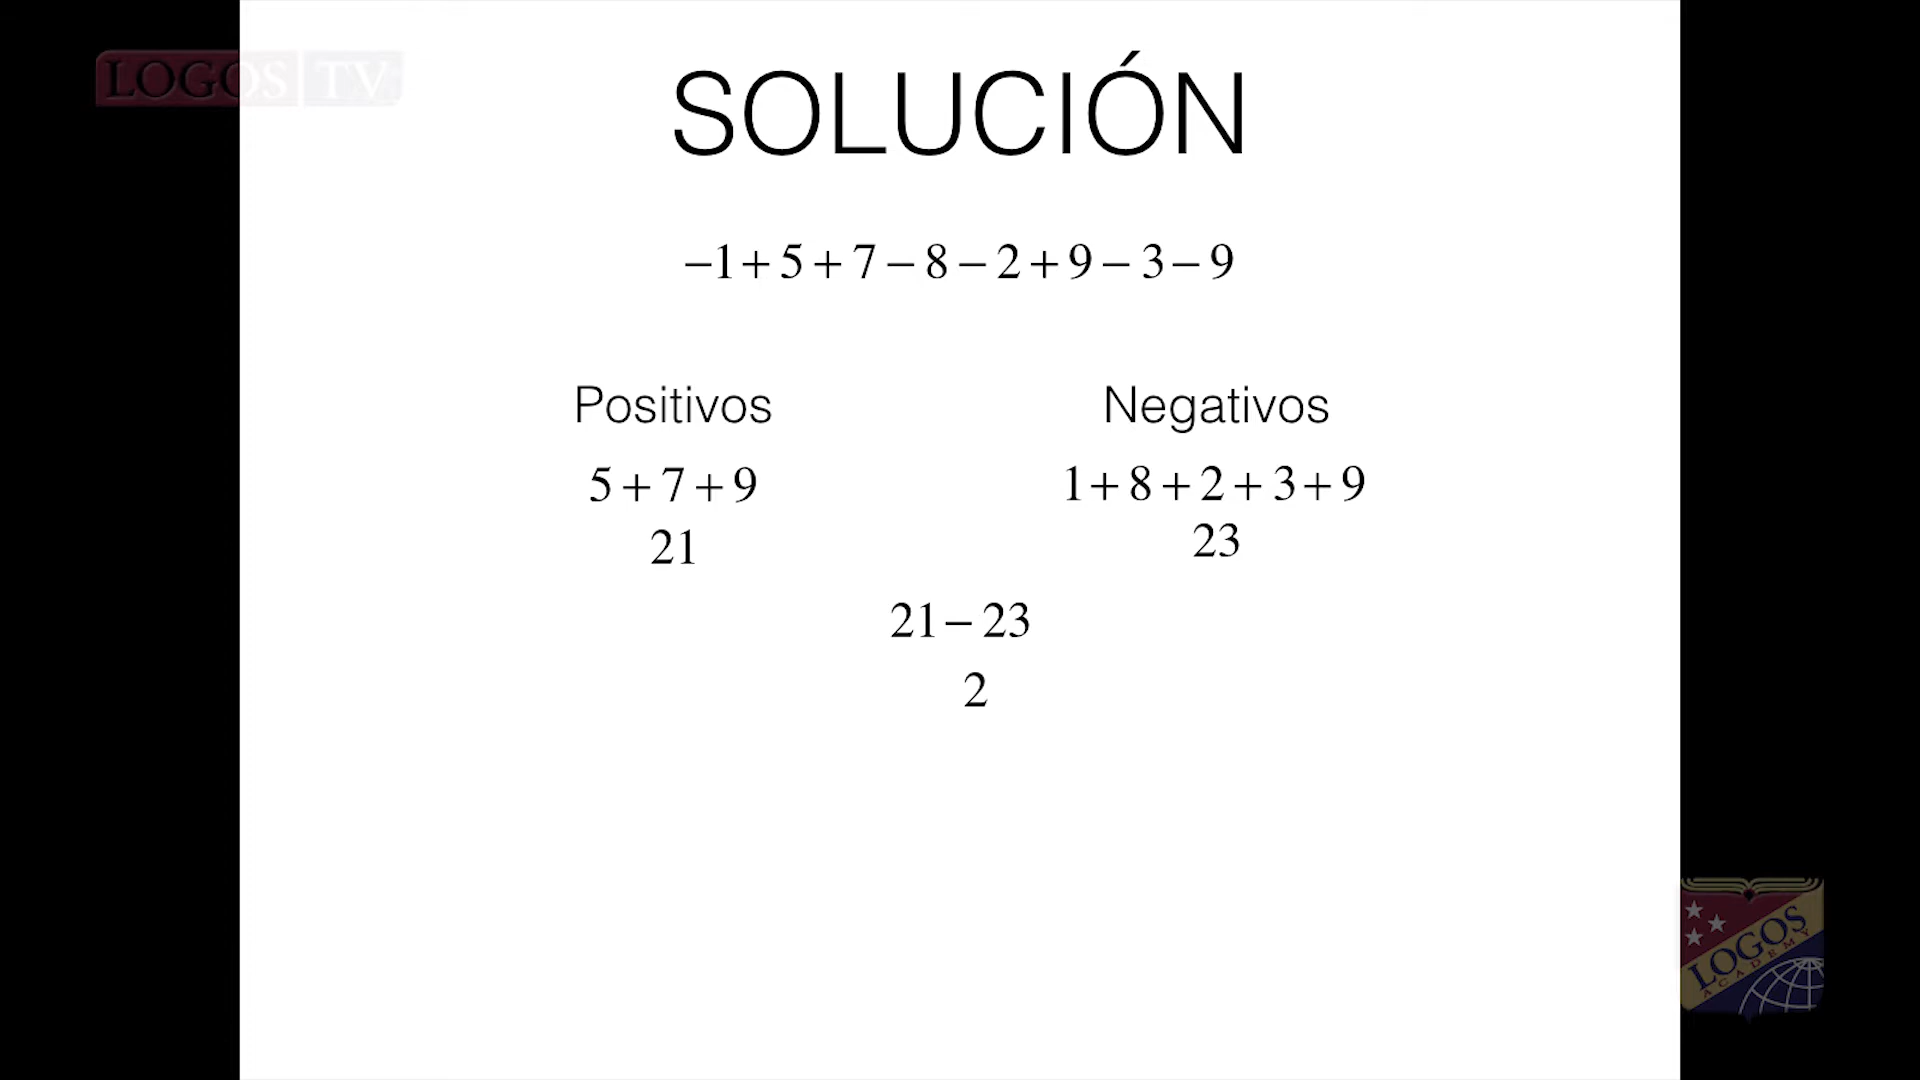 LOGOS TV
SOLUCIÓN
−1+5+7−8−2+9−3−9
Positivos Negativos
5+7+9 1+8+2+3+9
21 23
21−23
2
LOGOS
ACADEMY